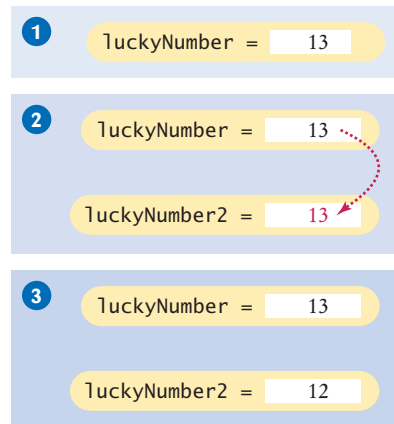 1
luckyNumber = 13
2
luckyNumber = 13
luckyNumber2 = 13
3
luckyNumber = 13
luckyNumber2 = 12